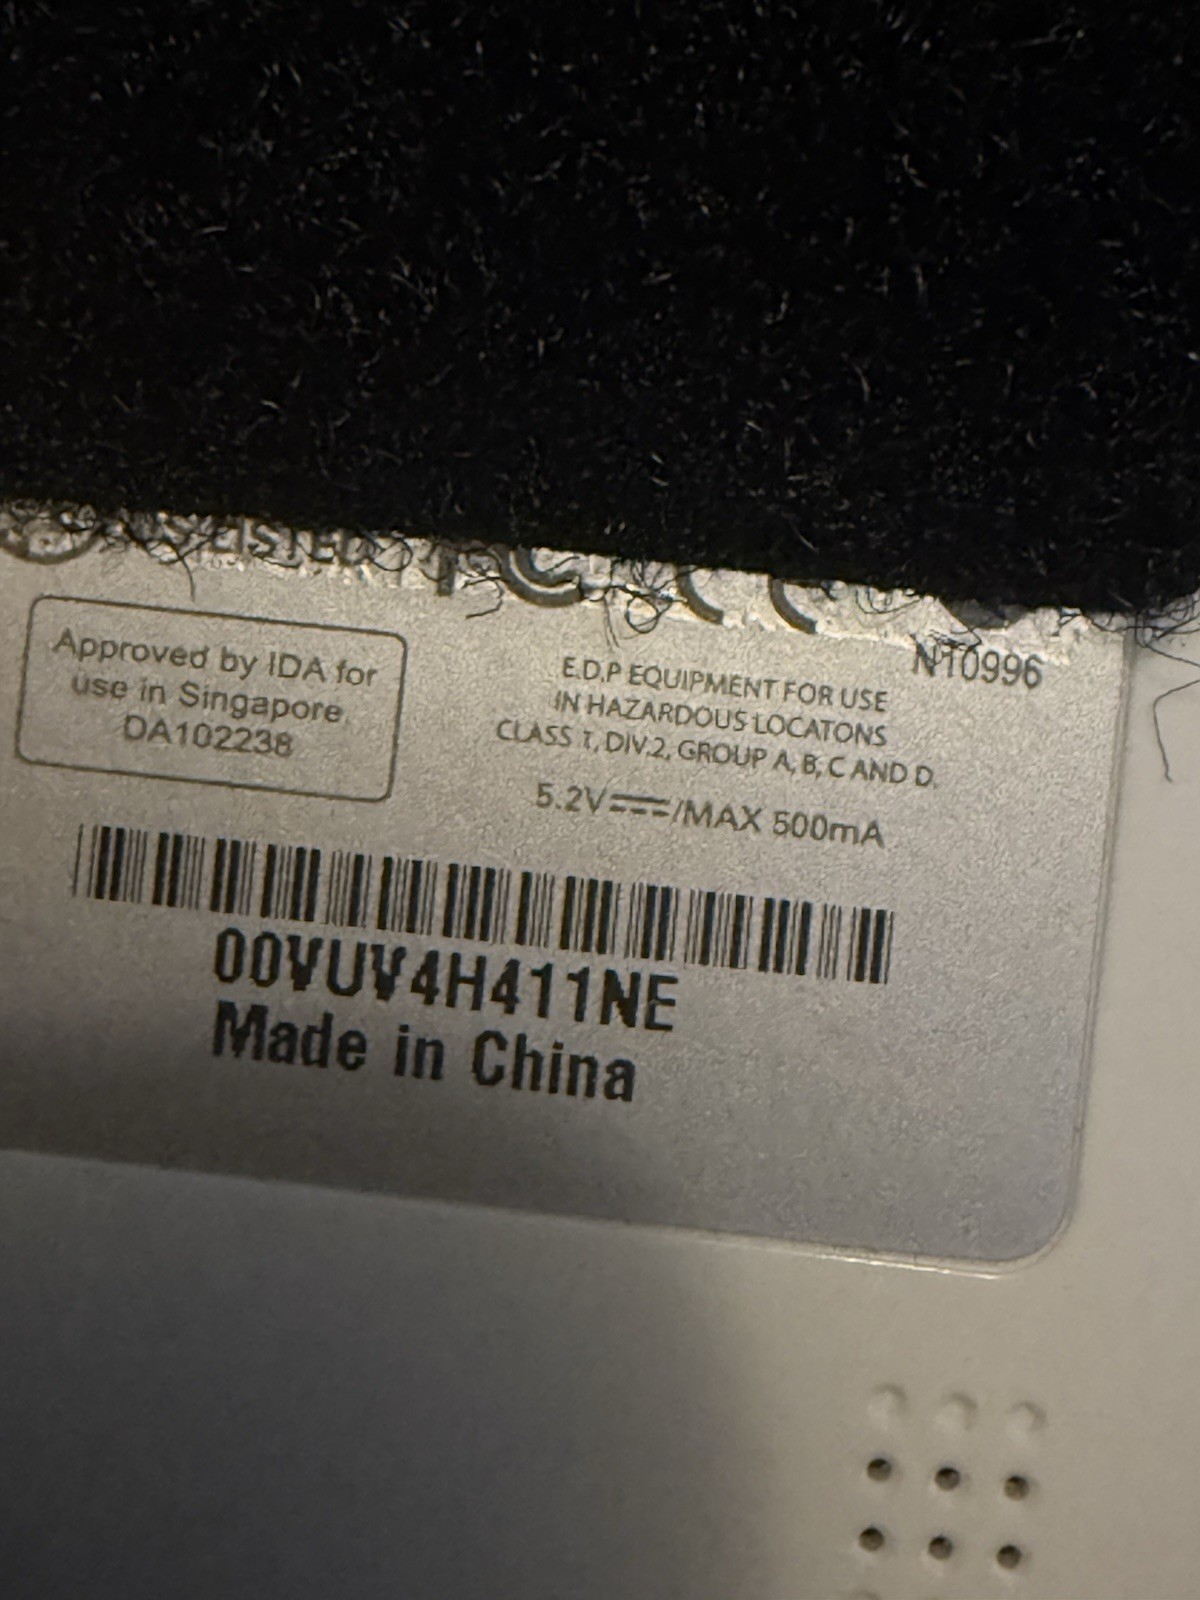 LISTED
N10996
Approved by IDA for
use in Singapore
DA102238
E.D.P EQUIPMENT FOR USE
IN HAZARDOUS LOCATONS
CLASS 1, DIV.2, GROUP A, B, C AND D.
5.2V⎓/MAX 500mA
00VUV4H411NE
Made in China